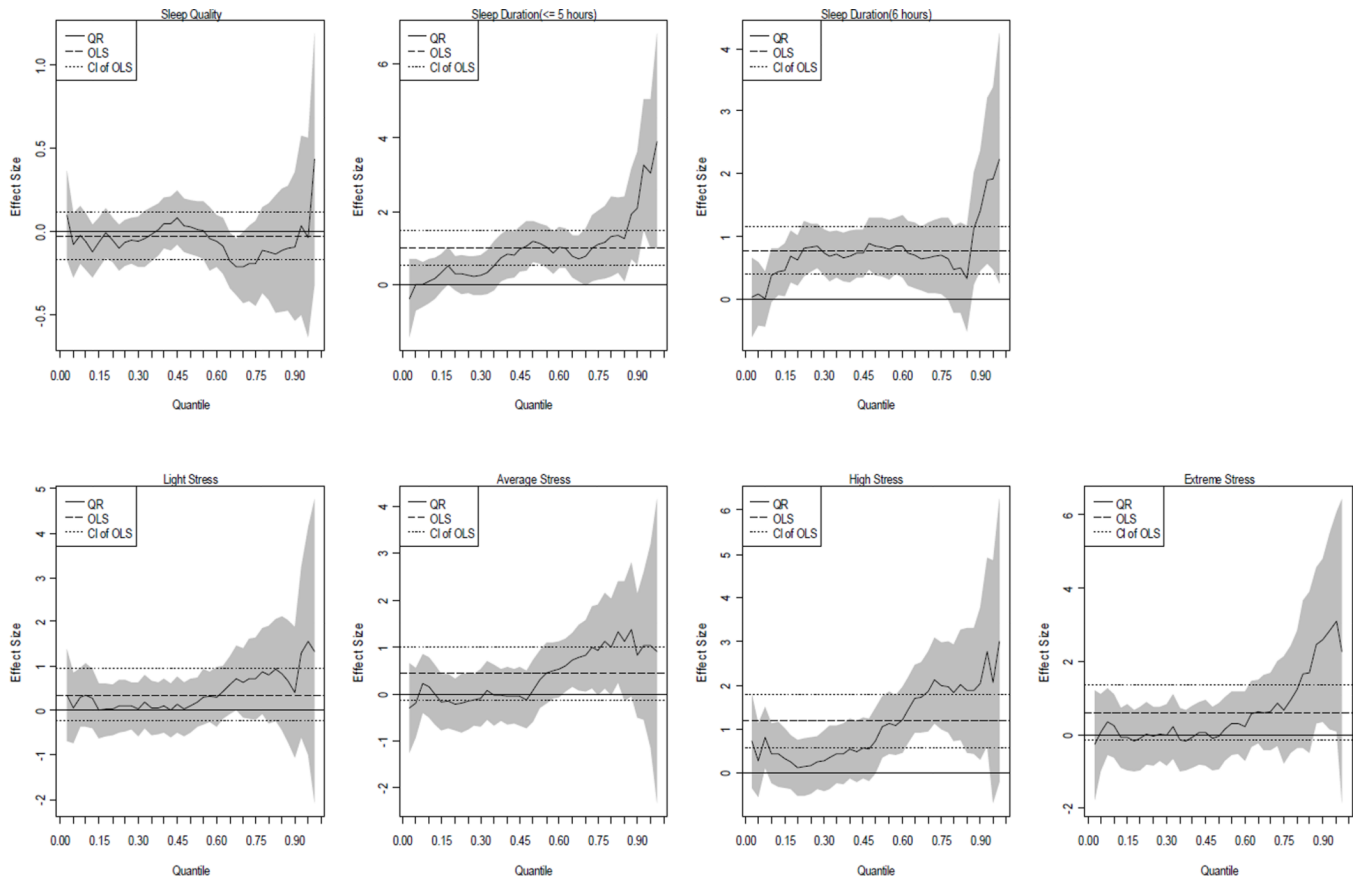 Sleep Quality
QR
OLS
CI of OLS
Effect Size
1.0
0.5
0.0
-0.5
0.00 0.15 0.30 0.45 0.60 0.75 0.90
Quantile
Sleep Duration(<= 5 hours)
QR
OLS
CI of OLS
Effect Size
6
4
2
0
0.00 0.15 0.30 0.45 0.60 0.75 0.90
Quantile
Sleep Duration(6 hours)
QR
OLS
CI of OLS
Effect Size
4
3
2
1
0
0.00 0.15 0.30 0.45 0.60 0.75 0.90
Quantile
Light Stress
QR
OLS
CI of OLS
Effect Size
5
4
3
2
1
0
-1
-2
0.00 0.15 0.30 0.45 0.60 0.75 0.90
Quantile
Average Stress
QR
OLS
CI of OLS
Effect Size
4
3
2
1
0
-1
-2
0.00 0.15 0.30 0.45 0.60 0.75 0.90
Quantile
High Stress
QR
OLS
CI of OLS
Effect Size
6
5
4
3
2
1
0
0.00 0.15 0.30 0.45 0.60 0.75 0.90
Quantile
Extreme Stress
QR
OLS
CI of OLS
Effect Size
6
4
2
0
-2
0.00 0.15 0.30 0.45 0.60 0.75 0.90
Quantile